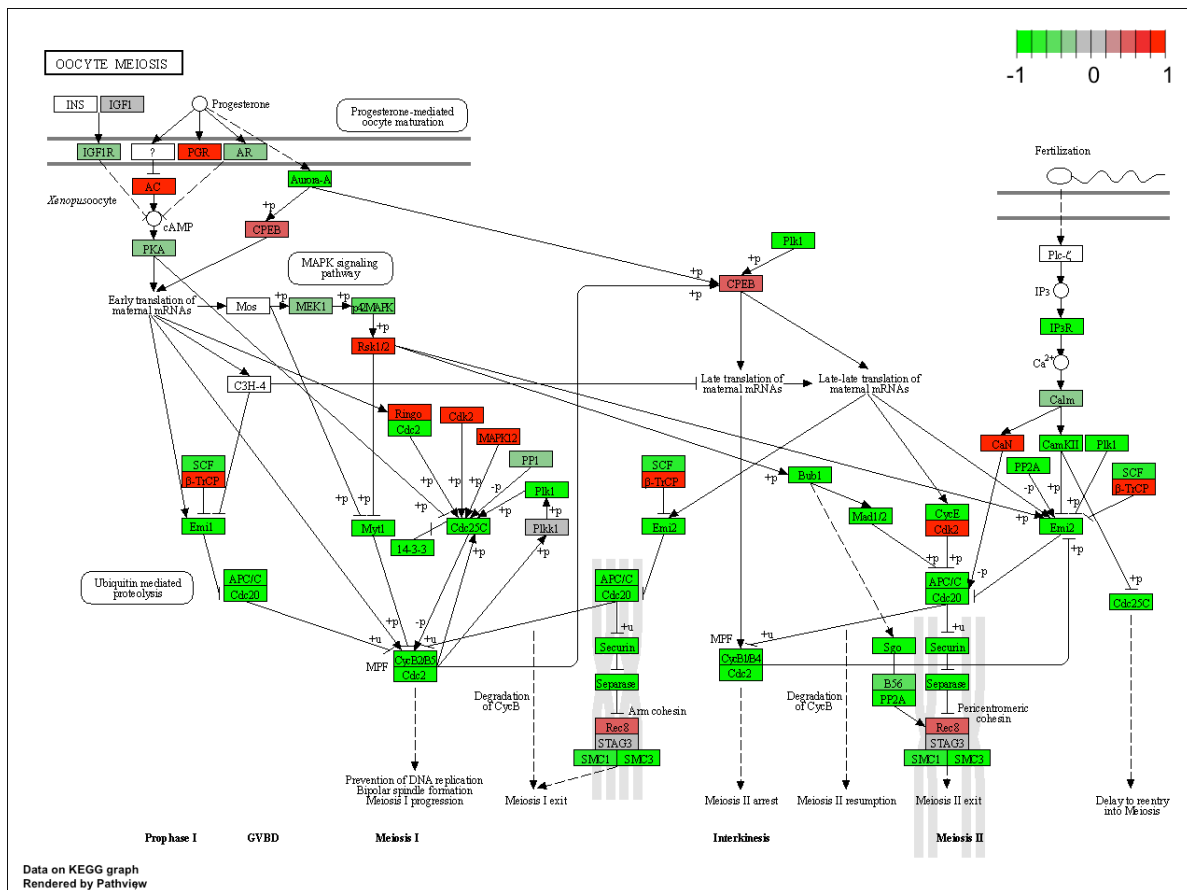 OOCYTE MEIOSIS
-1 0 1
INS IGF1
Progesterone
Progesterone-mediated
oocyte maturation
IGF1R ? PGR AR
Fertilization
AC
Aurora-A
Xenopus oocyte
cAMP
+p
CPEB
PKA
Plk1
Plc-ζ
MAPK signaling
pathway
+p
+p
CPEB
+p
IP3
Early translation of
maternal mRNAs
Mos
+p
MEK1
+p
p42MAPK
+p
IP3R
Rsk1/2
Ca2+
C3H-4
Late translation of
maternal mRNAs
Late-late translation of
maternal mRNAs
Calm
Ringo
Cdc2
Cdk2
MAPK12
CaN
CamKII
Plk1
PP1
SCF
β-TrCP
SCF
β-TrCP
Bub1
PP2A
SCF
β-TrCP
+p
+p
+p
+p
-p
+p
+p
-p
+p
+p
Plk1
+p
+p
Emi1
Myt1
Cdc25C
Plkk1
Emi2
Mad1/2
CycE
Cdk2
+p
Emi2
14-3-3
+p
+p
+p
+p
Ubiquitin mediated
proteolysis
APC/C
Cdc20
APC/C
Cdc20
APC/C
Cdc20
-p
+p
Cdc25C
+p
-p
+u
+u
+u
+u
+u
MPF
CycB2/B5
Cdc2
Securin
MPF
CycB1/B4
Cdc2
Sgo
Securin
Separase
B56
PP2A
Separase
Degradation
of CycB
Arm cohesin
Degradation
of CycB
Pericentromeric
cohesin
Rec8
STAG3
SMC1 SMC3
Rec8
STAG3
SMC1 SMC3
Prevention of DNA replication
Bipolar spindle formation
Meiosis I progression
Meiosis I exit
Meiosis II arrest
Meiosis II resumption
Meiosis II exit
Delay to reentry
into Meiosis
Prophase I GVBD Meiosis I Interkinesis Meiosis II
Data on KEGG graph
Rendered by Pathview